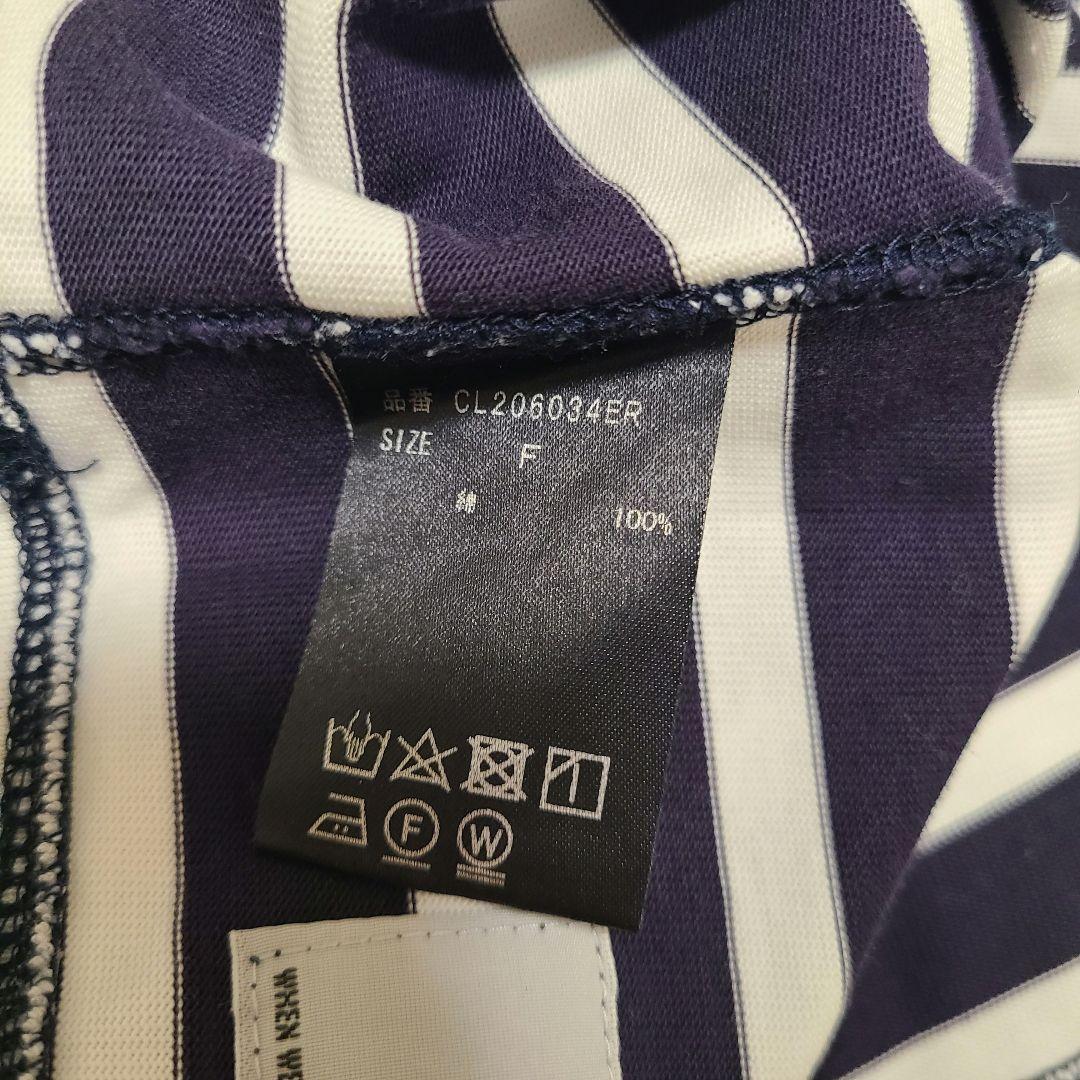 品番 CL206034ER
SIZE F
綿 100%
F W
WHEN WE